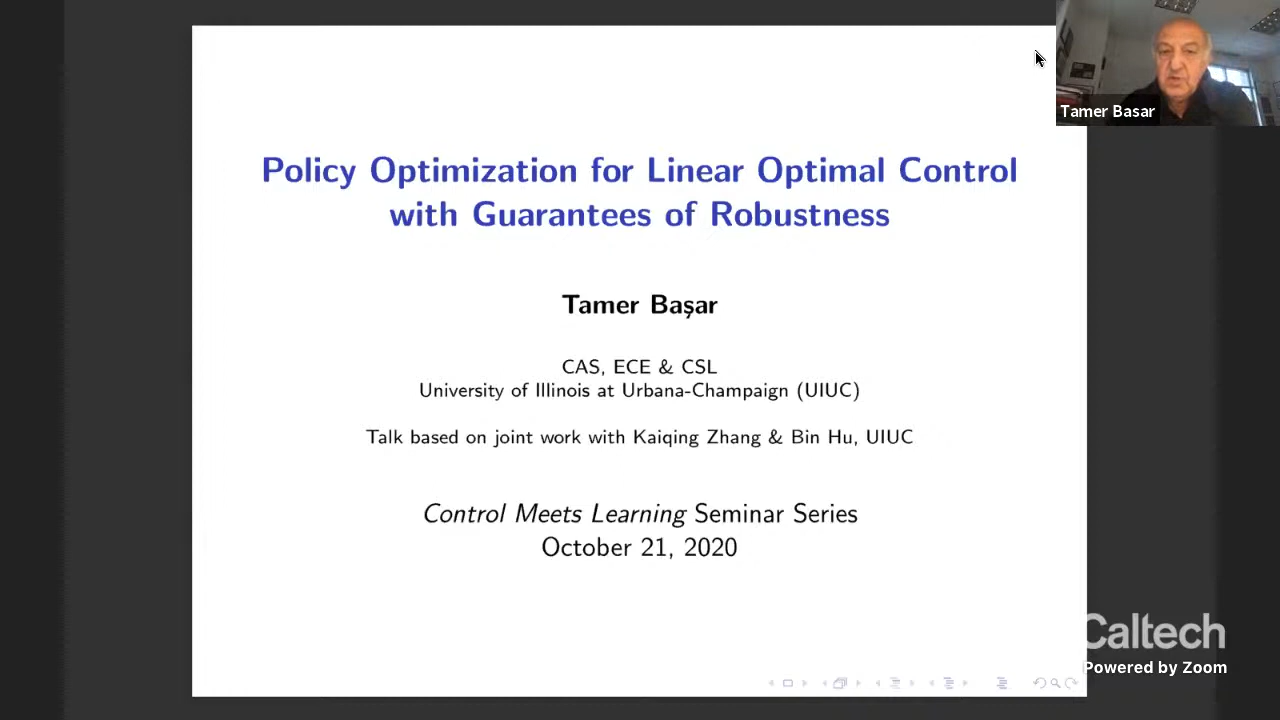 Tamer Basar
Policy Optimization for Linear Optimal Control
with Guarantees of Robustness
Tamer Başar
CAS, ECE & CSL
University of Illinois at Urbana-Champaign (UIUC)
Talk based on joint work with Kaiqing Zhang & Bin Hu, UIUC
Control Meets Learning Seminar Series
October 21, 2020
Caltech
Powered by Zoom